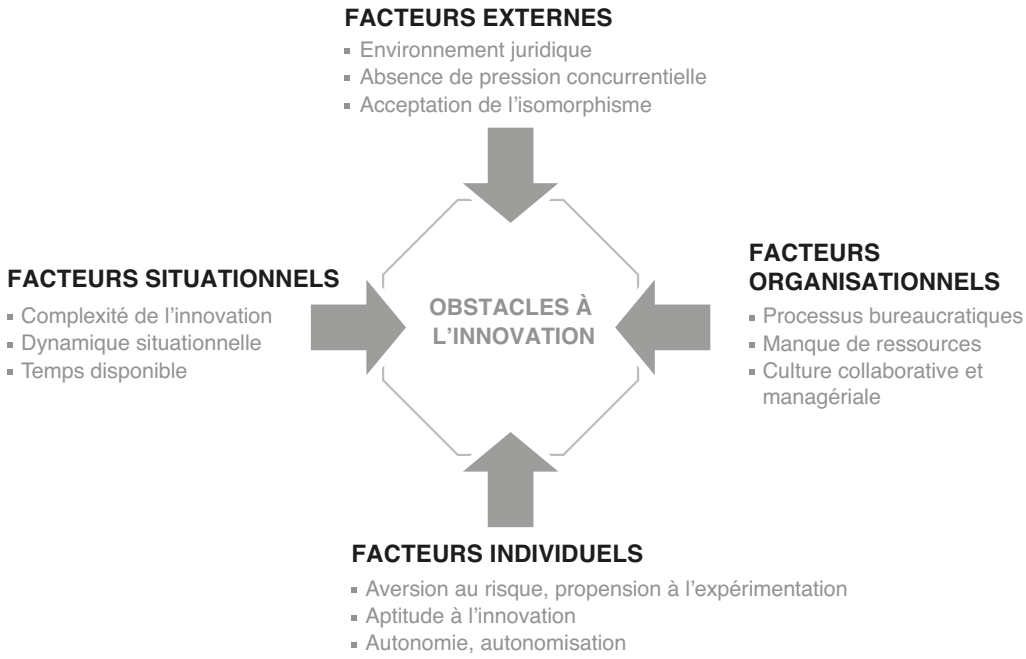 FACTEURS EXTERNES
▪ Environnement juridique
▪ Absence de pression concurrentielle
▪ Acceptation de l'isomorphisme
FACTEURS SITUATIONNELS
▪ Complexité de l'innovation
▪ Dynamique situationnelle
▪ Temps disponible
OBSTACLES À
L'INNOVATION
FACTEURS
ORGANISATIONNELS
▪ Processus bureaucratiques
▪ Manque de ressources
▪ Culture collaborative et
managériale
FACTEURS INDIVIDUELS
▪ Aversion au risque, propension à l'expérimentation
▪ Aptitude à l'innovation
▪ Autonomie, autonomisation